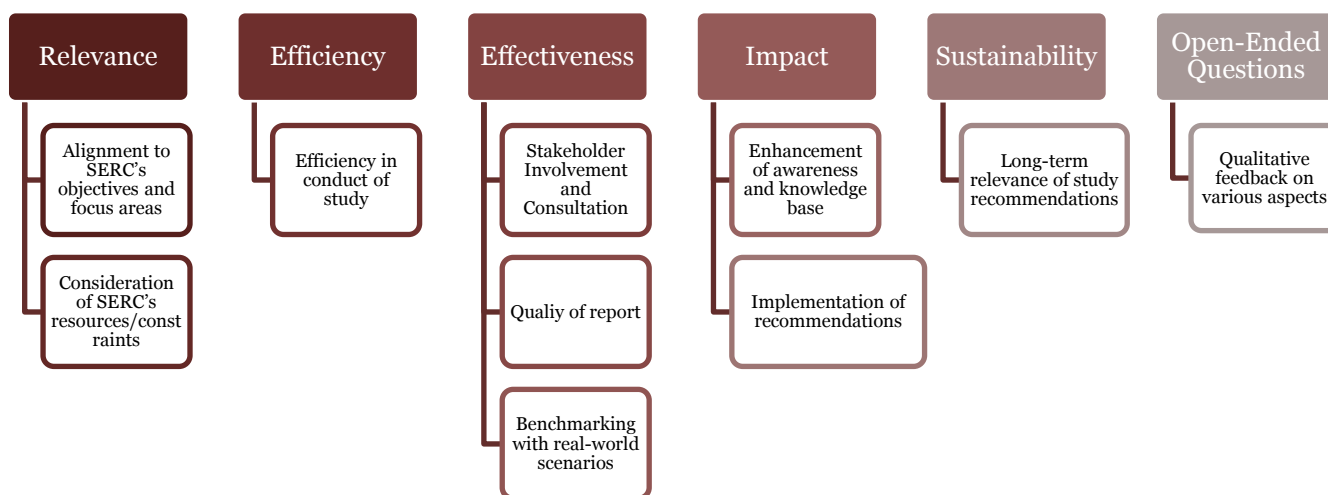 Relevance
Alignment to
SERC's
objectives and
focus areas
Consideration
of SERC's
resources/const
raints
Efficiency
Efficiency in
conduct of
study
Effectiveness
Stakeholder
Involvement
and
Consultation
Qualiy of report
Benchmarking
with real-world
scenarios
Impact
Enhancement
of awareness
and knowledge
base
Implementation of
recommendations
Sustainability
Long-term
relevance of study
recommendations
Open-Ended
Questions
Qualitative
feedback on
various aspects